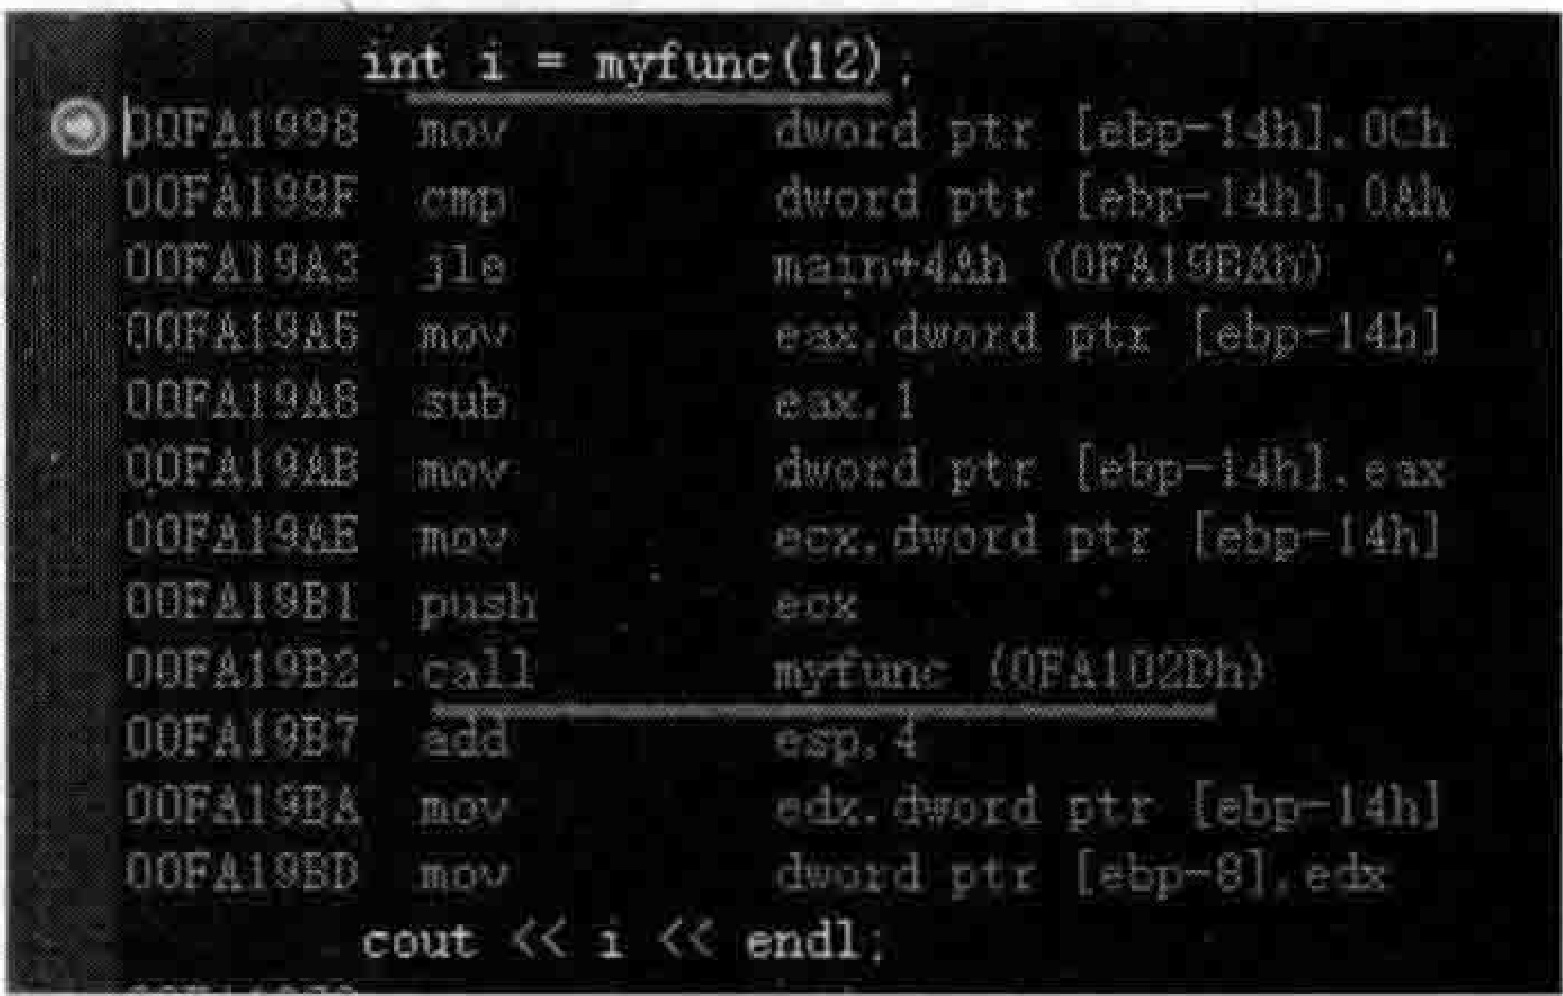 int i = myfunc(12);
00FA1998 mov dword ptr [ebp-14h],0Ch
00FA199F cmp dword ptr [ebp-14h],0Ah
00FA19A3 jle main+4Ah (0FA19BAh)
00FA19A5 mov eax,dword ptr [ebp-14h]
00FA19A8 sub eax,1
00FA19AB mov dword ptr [ebp-14h],eax
00FA19AE mov ecx,dword ptr [ebp-14h]
00FA19B1 push ecx
00FA19B2 call myfunc (0FA102Dh)
00FA19B7 add esp,4
00FA19BA mov edx,dword ptr [ebp-14h]
00FA19BD mov dword ptr [ebp-8],edx
cout << i << endl;